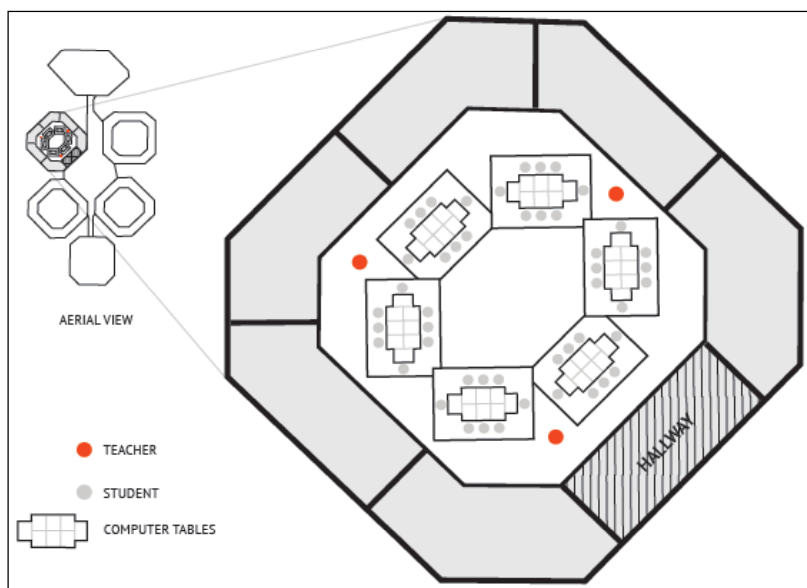 AERIAL VIEW
TEACHER
STUDENT
COMPUTER TABLES
HALLWAY